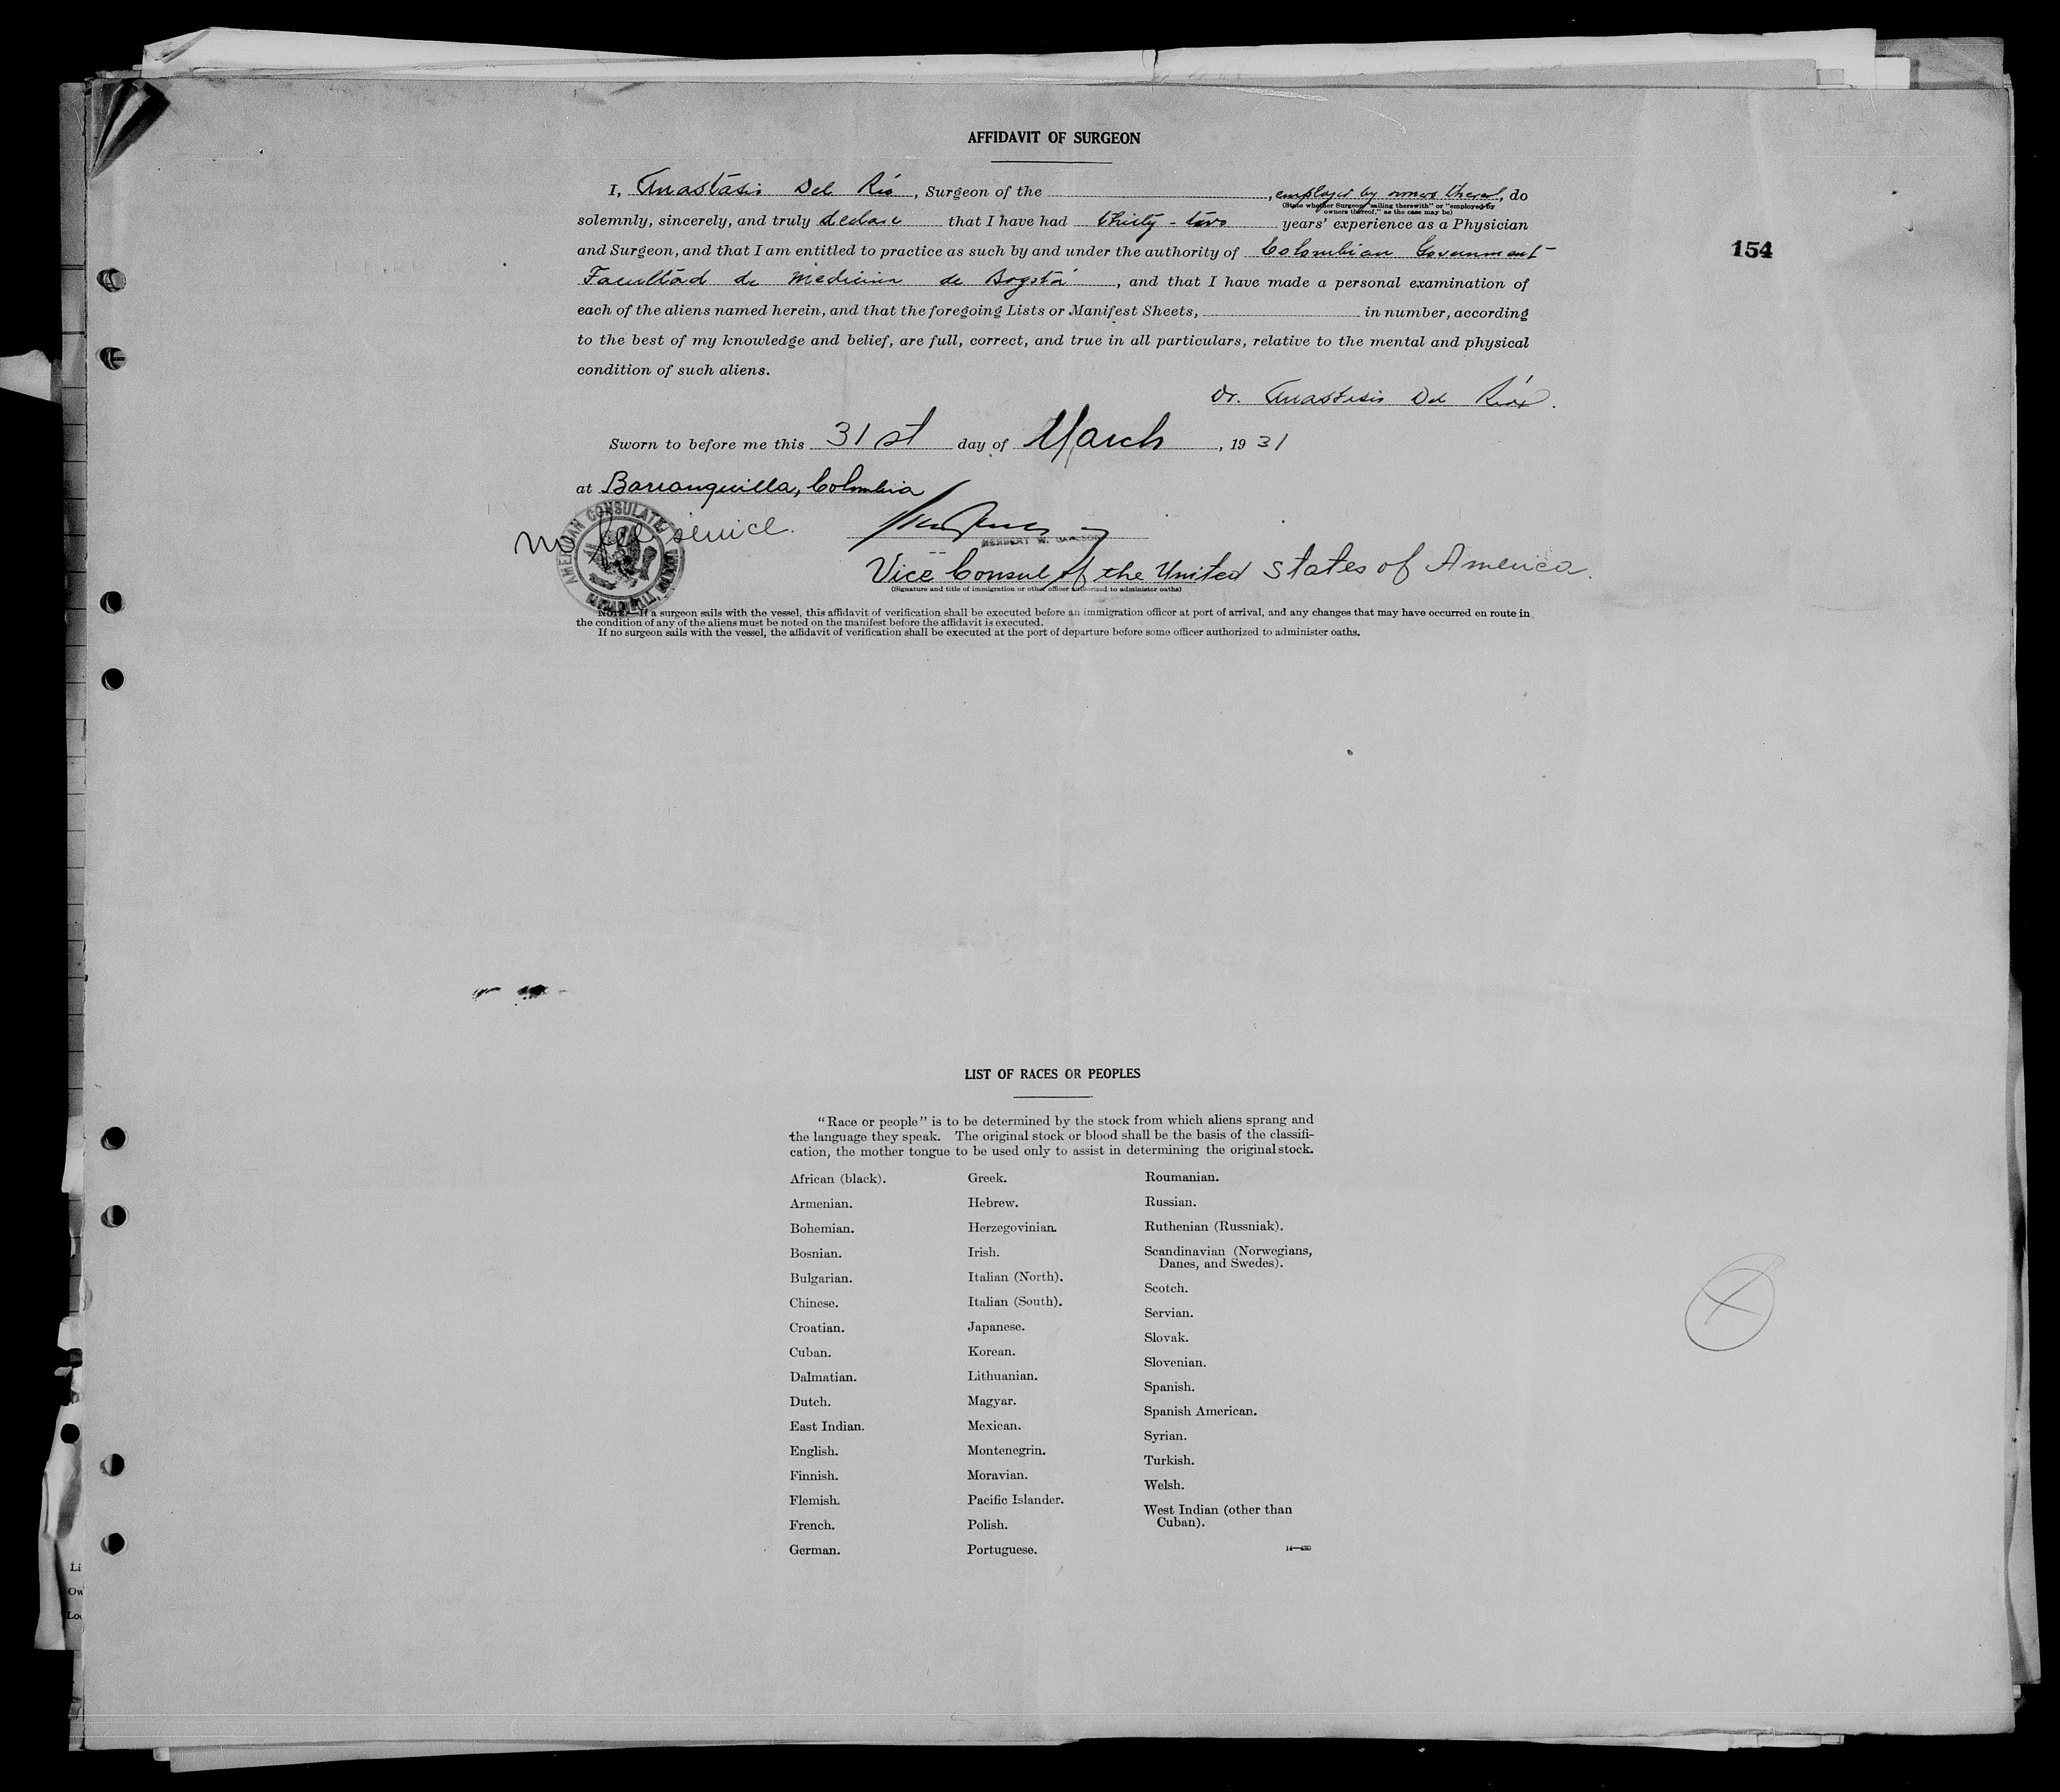 AFFIDAVIT OF SURGEON
I, Anastasio Del Río, Surgeon of the , employed by owners thereof, do
(State whether Surgeon "sailing therewith" or "employed by owners thereof," as the case may be)
solemnly, sincerely, and truly declare that I have had thirty-two years' experience as a Physician
and Surgeon, and that I am entitled to practice as such by and under the authority of Colombian Government-
154
Facultad de Medicina de Bogotá, and that I have made a personal examination of
each of the aliens named herein, and that the foregoing Lists or Manifest Sheets, in number, according
to the best of my knowledge and belief, are full, correct, and true in all particulars, relative to the mental and physical
condition of such aliens.
Dr. Anastasio Del Río.
Sworn to before me this 31st day of March, 1931
at Barranquilla, Colombia
no fee service.
AMERICAN CONSULATE
HERBERT W.
Vice Consul of the United States of America.
(Signature and title of immigration or other officer authorized to administer oaths)
NOTE.—If a surgeon sails with the vessel, this affidavit of verification shall be executed before an immigration officer at port of arrival, and any changes that may have occurred en route in
the condition of any of the aliens must be noted on the manifest before the affidavit is executed.
If no surgeon sails with the vessel, the affidavit of verification shall be executed at the port of departure before some officer authorized to administer oaths.
LIST OF RACES OR PEOPLES
"Race or people" is to be determined by the stock from which aliens sprang and
the language they speak. The original stock or blood shall be the basis of the classifi-
cation, the mother tongue to be used only to assist in determining the original stock.
African (black).
Armenian.
Bohemian.
Bosnian.
Bulgarian.
Chinese.
Croatian.
Cuban.
Dalmatian.
Dutch.
East Indian.
English.
Finnish.
Flemish.
French.
German.
Greek.
Hebrew.
Herzegovinian.
Irish.
Italian (North).
Italian (South).
Japanese.
Korean.
Lithuanian.
Magyar.
Mexican.
Montenegrin.
Moravian.
Pacific Islander.
Polish.
Portuguese.
Roumanian.
Russian.
Ruthenian (Russniak).
Scandinavian (Norwegians,
Danes, and Swedes).
Scotch.
Servian.
Slovak.
Slovenian.
Spanish.
Spanish American.
Syrian.
Turkish.
Welsh.
West Indian (other than
Cuban).
14—430
Li
Ow
Loc